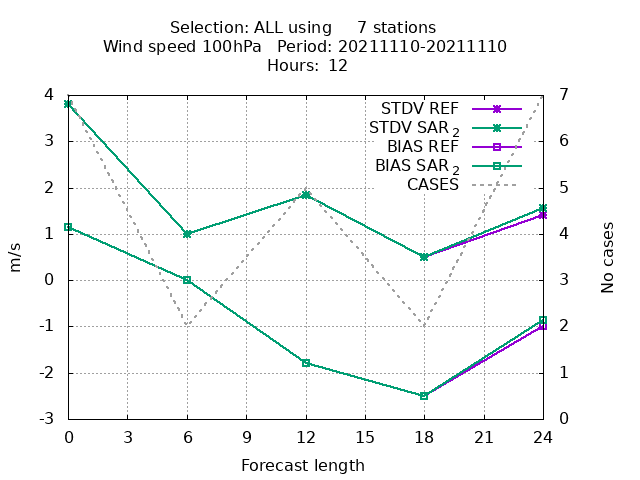 Selection: ALL using 7 stations
Wind speed 100hPa Period: 20211110-20211110
Hours: 12
4 7
STDV REF
STDV SAR 2
3 6
BIAS REF
BIAS SAR 2
CASES
2 5
1 4
m/s
No cases
0 3
-1 2
-2 1
-3 0
0 3 6 9 12 15 18 21 24
Forecast length